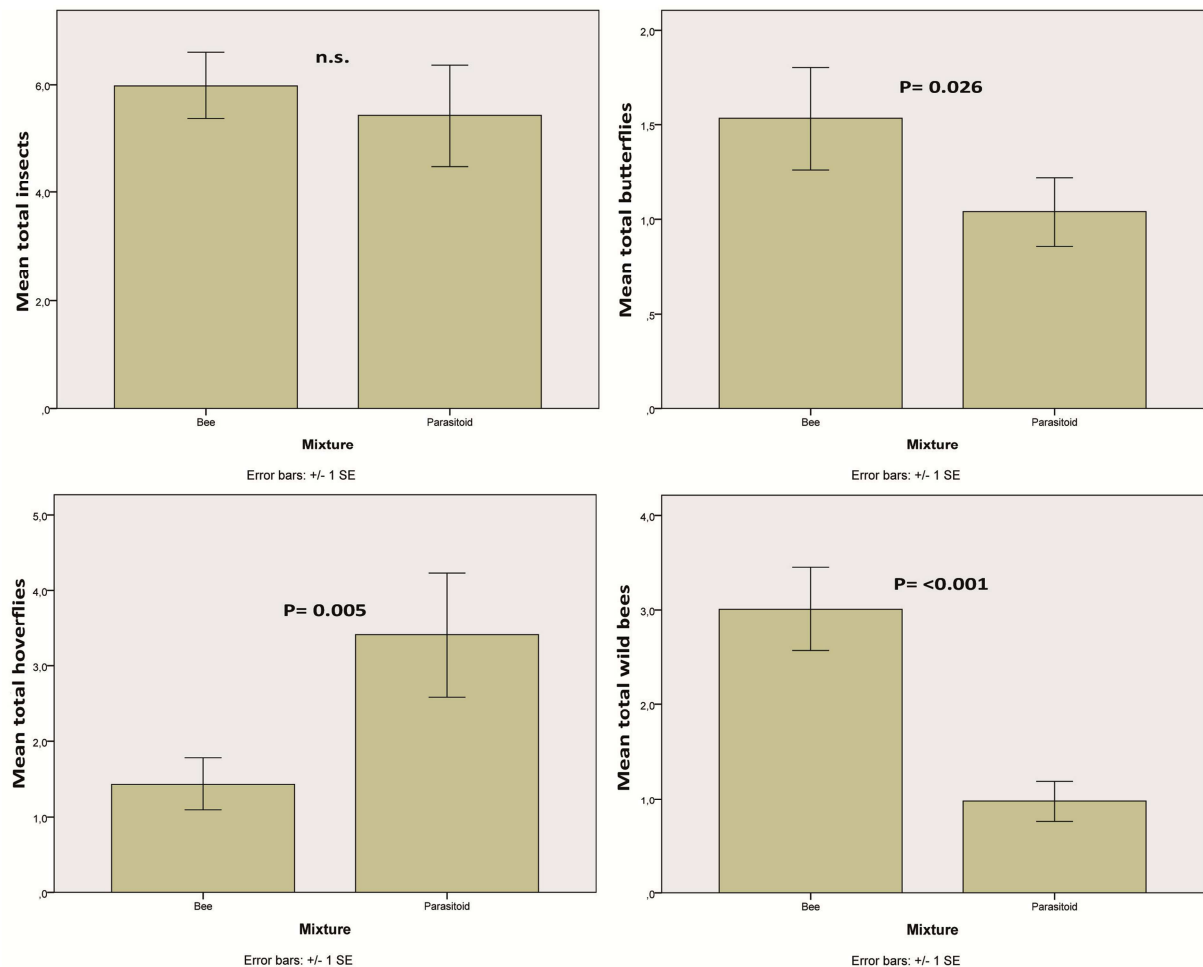 Mean total insects
6,0
4,0
2,0
,0
n.s.
Bee
Parasitoid
Mixture
Error bars: +/- 1 SE
Mean total butterflies
2,0
1,5
1,0
,5
,0
P= 0.026
Bee
Parasitoid
Mixture
Error bars: +/- 1 SE
Mean total hoverflies
5,0
4,0
3,0
2,0
1,0
,0
P= 0.005
Bee
Parasitoid
Mixture
Error bars: +/- 1 SE
Mean total wild bees
4,0
3,0
2,0
1,0
,0
P= <0.001
Bee
Parasitoid
Mixture
Error bars: +/- 1 SE